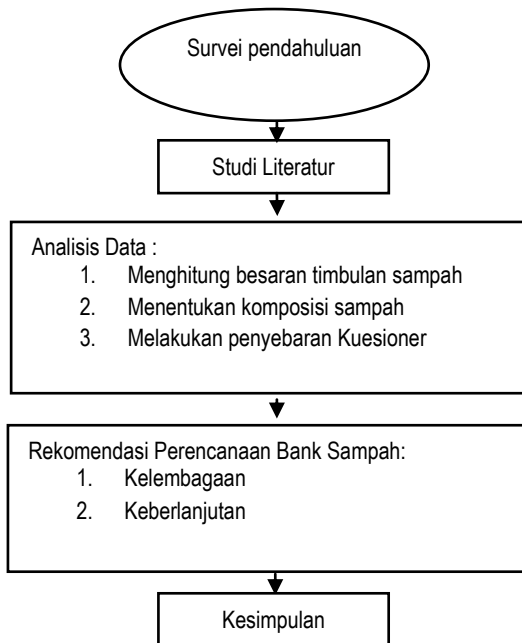 Survei pendahuluan
Studi Literatur
Analisis Data :
1. Menghitung besaran timbulan sampah
2. Menentukan komposisi sampah
3. Melakukan penyebaran Kuesioner
Rekomendasi Perencanaan Bank Sampah:
1. Kelembagaan
2. Keberlanjutan
Kesimpulan